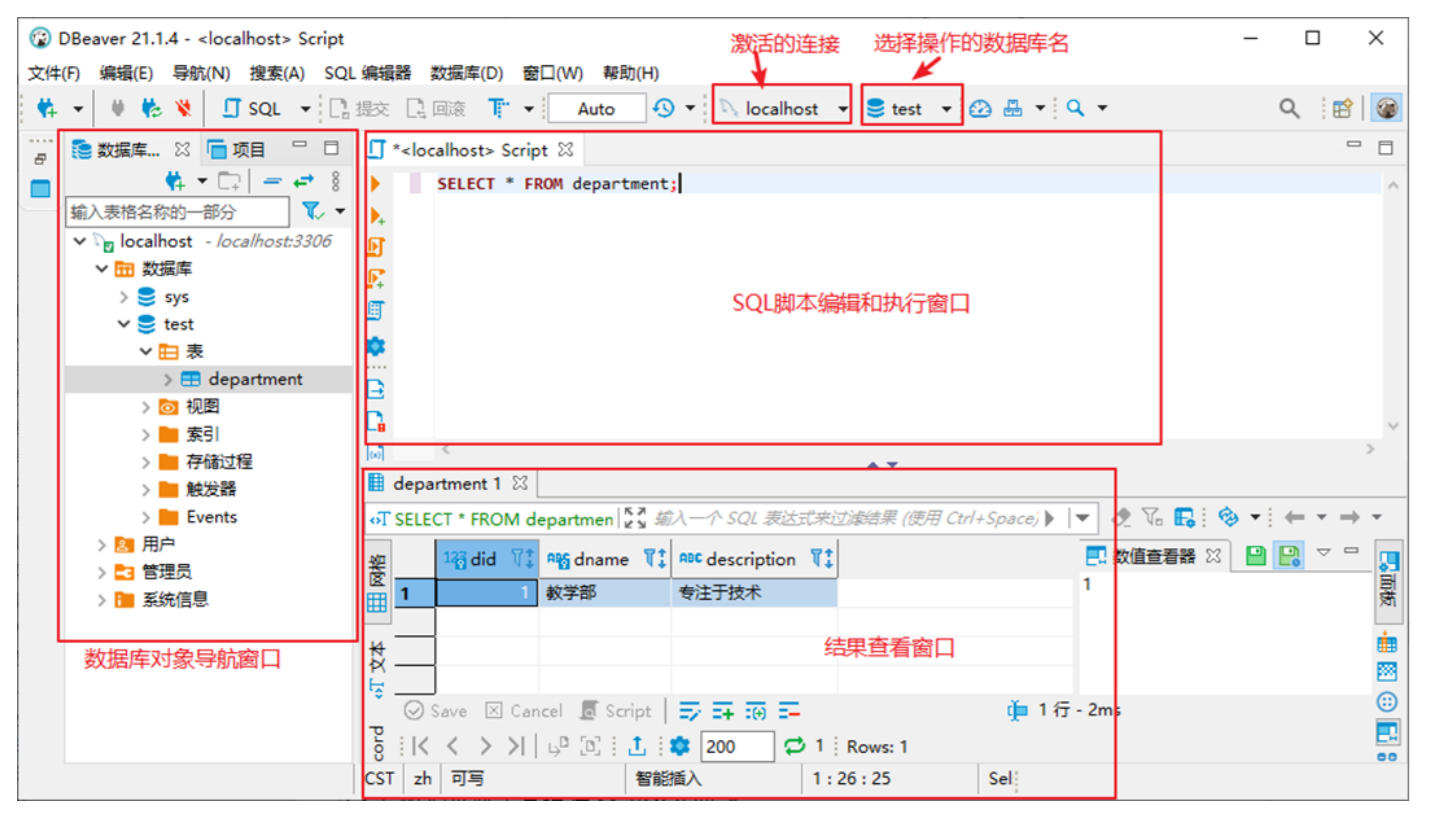 DBeaver 21.1.4 - <localhost> Script
激活的连接
选择操作的数据库名
文件(F) 编辑(E) 导航(N) 搜索(A) SQL 编辑器 数据库(D) 窗口(W) 帮助(H)
SQL 提交 回滚 Auto localhost test
数据库... 项目
*<localhost> Script
SELECT * FROM department;
输入表格名称的一部分
localhost - localhost:3306
数据库
sys
test
表
department
视图
索引
存储过程
触发器
Events
用户
管理员
系统信息
数据库对象导航窗口
SQL脚本编辑和执行窗口
department 1
SELECT * FROM departmen 输入一个 SQL 表达式来过滤结果 (使用 Ctrl+Space)
网格
文本
cord
123 did ABC dname ABC description
1 1 教学部 专注于技术
结果查看窗口
数值查看器
1
面板
Save Cancel Script 1 行 - 2ms
200 1 Rows: 1
CST zh 可写 智能插入 1 : 26 : 25 Sel